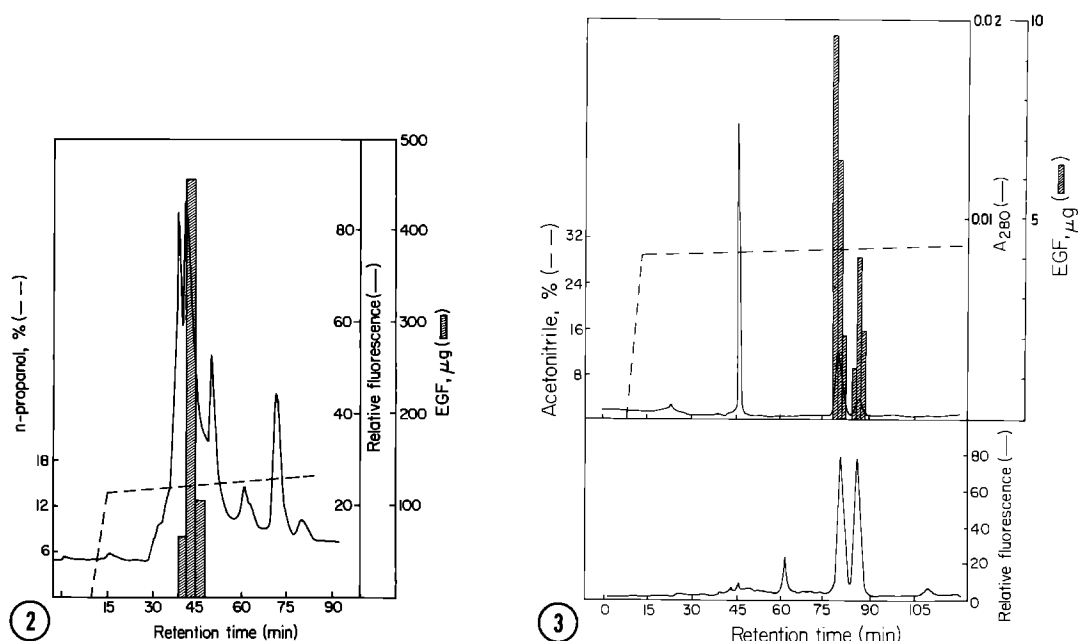 500
400
300
200
100
80
60
40
20
18
12
6
n-propanol, % (– –)
Relative fluorescence (—)
EGF, µg ( )
15 30 45 60 75 90
Retention time (min)
2
0.02
10
0.01
5
A280 (—)
EGF, µg ( )
32
24
16
8
Acetonitrile, % (– –)
80
60
40
20
0
Relative fluorescence (—)
0 15 45 75 105
Retention time (min)
3